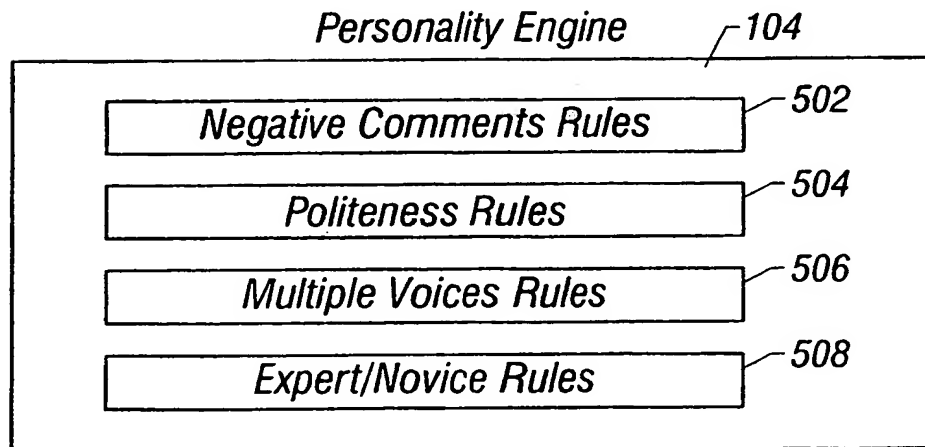 Personality Engine 104
Negative Comments Rules 502
Politeness Rules 504
Multiple Voices Rules 506
Expert/Novice Rules 508